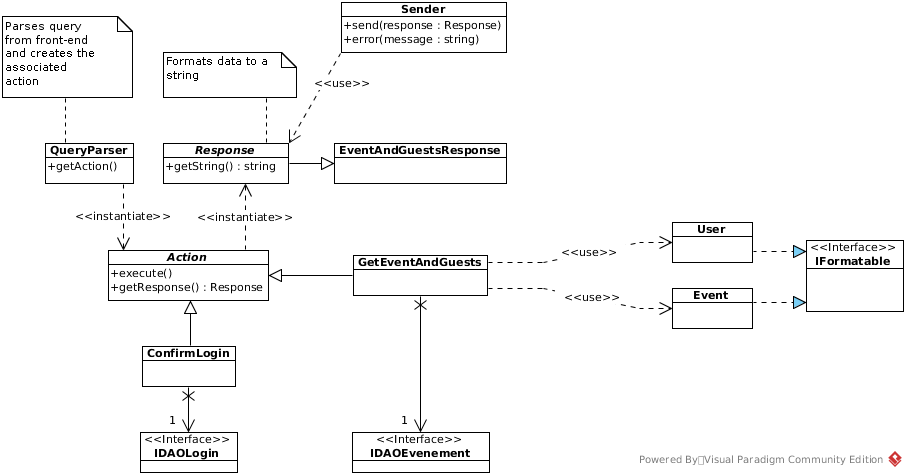 Parses query
from front-end
and creates the
associated
action
Formats data to a
string
Sender
+send(response : Response)
+error(message : string)
<<use>>
QueryParser
+getAction()
Response
+getString() : string
EventAndGuestsResponse
<<instantiate>>
<<instantiate>>
Action
+execute()
+getResponse() : Response
GetEventAndGuests
<<use>>
<<use>>
User
Event
<<Interface>>
IFormatable
ConfirmLogin
1
<<Interface>>
IDAOLogin
1
<<Interface>>
IDAOEvenement
Powered By Visual Paradigm Community Edition